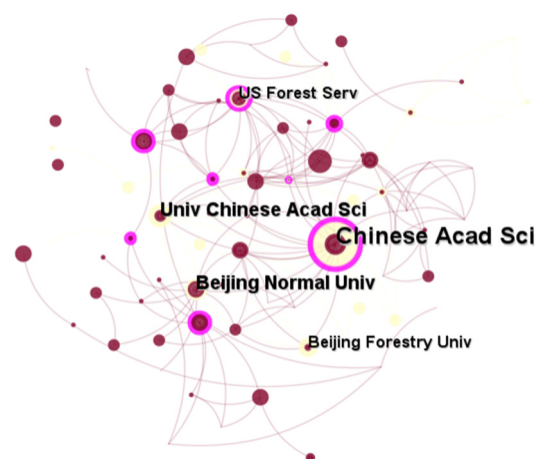 US Forest Serv
Univ Chinese Acad Sci
Chinese Acad Sci
Beijing Normal Univ
Beijing Forestry Univ